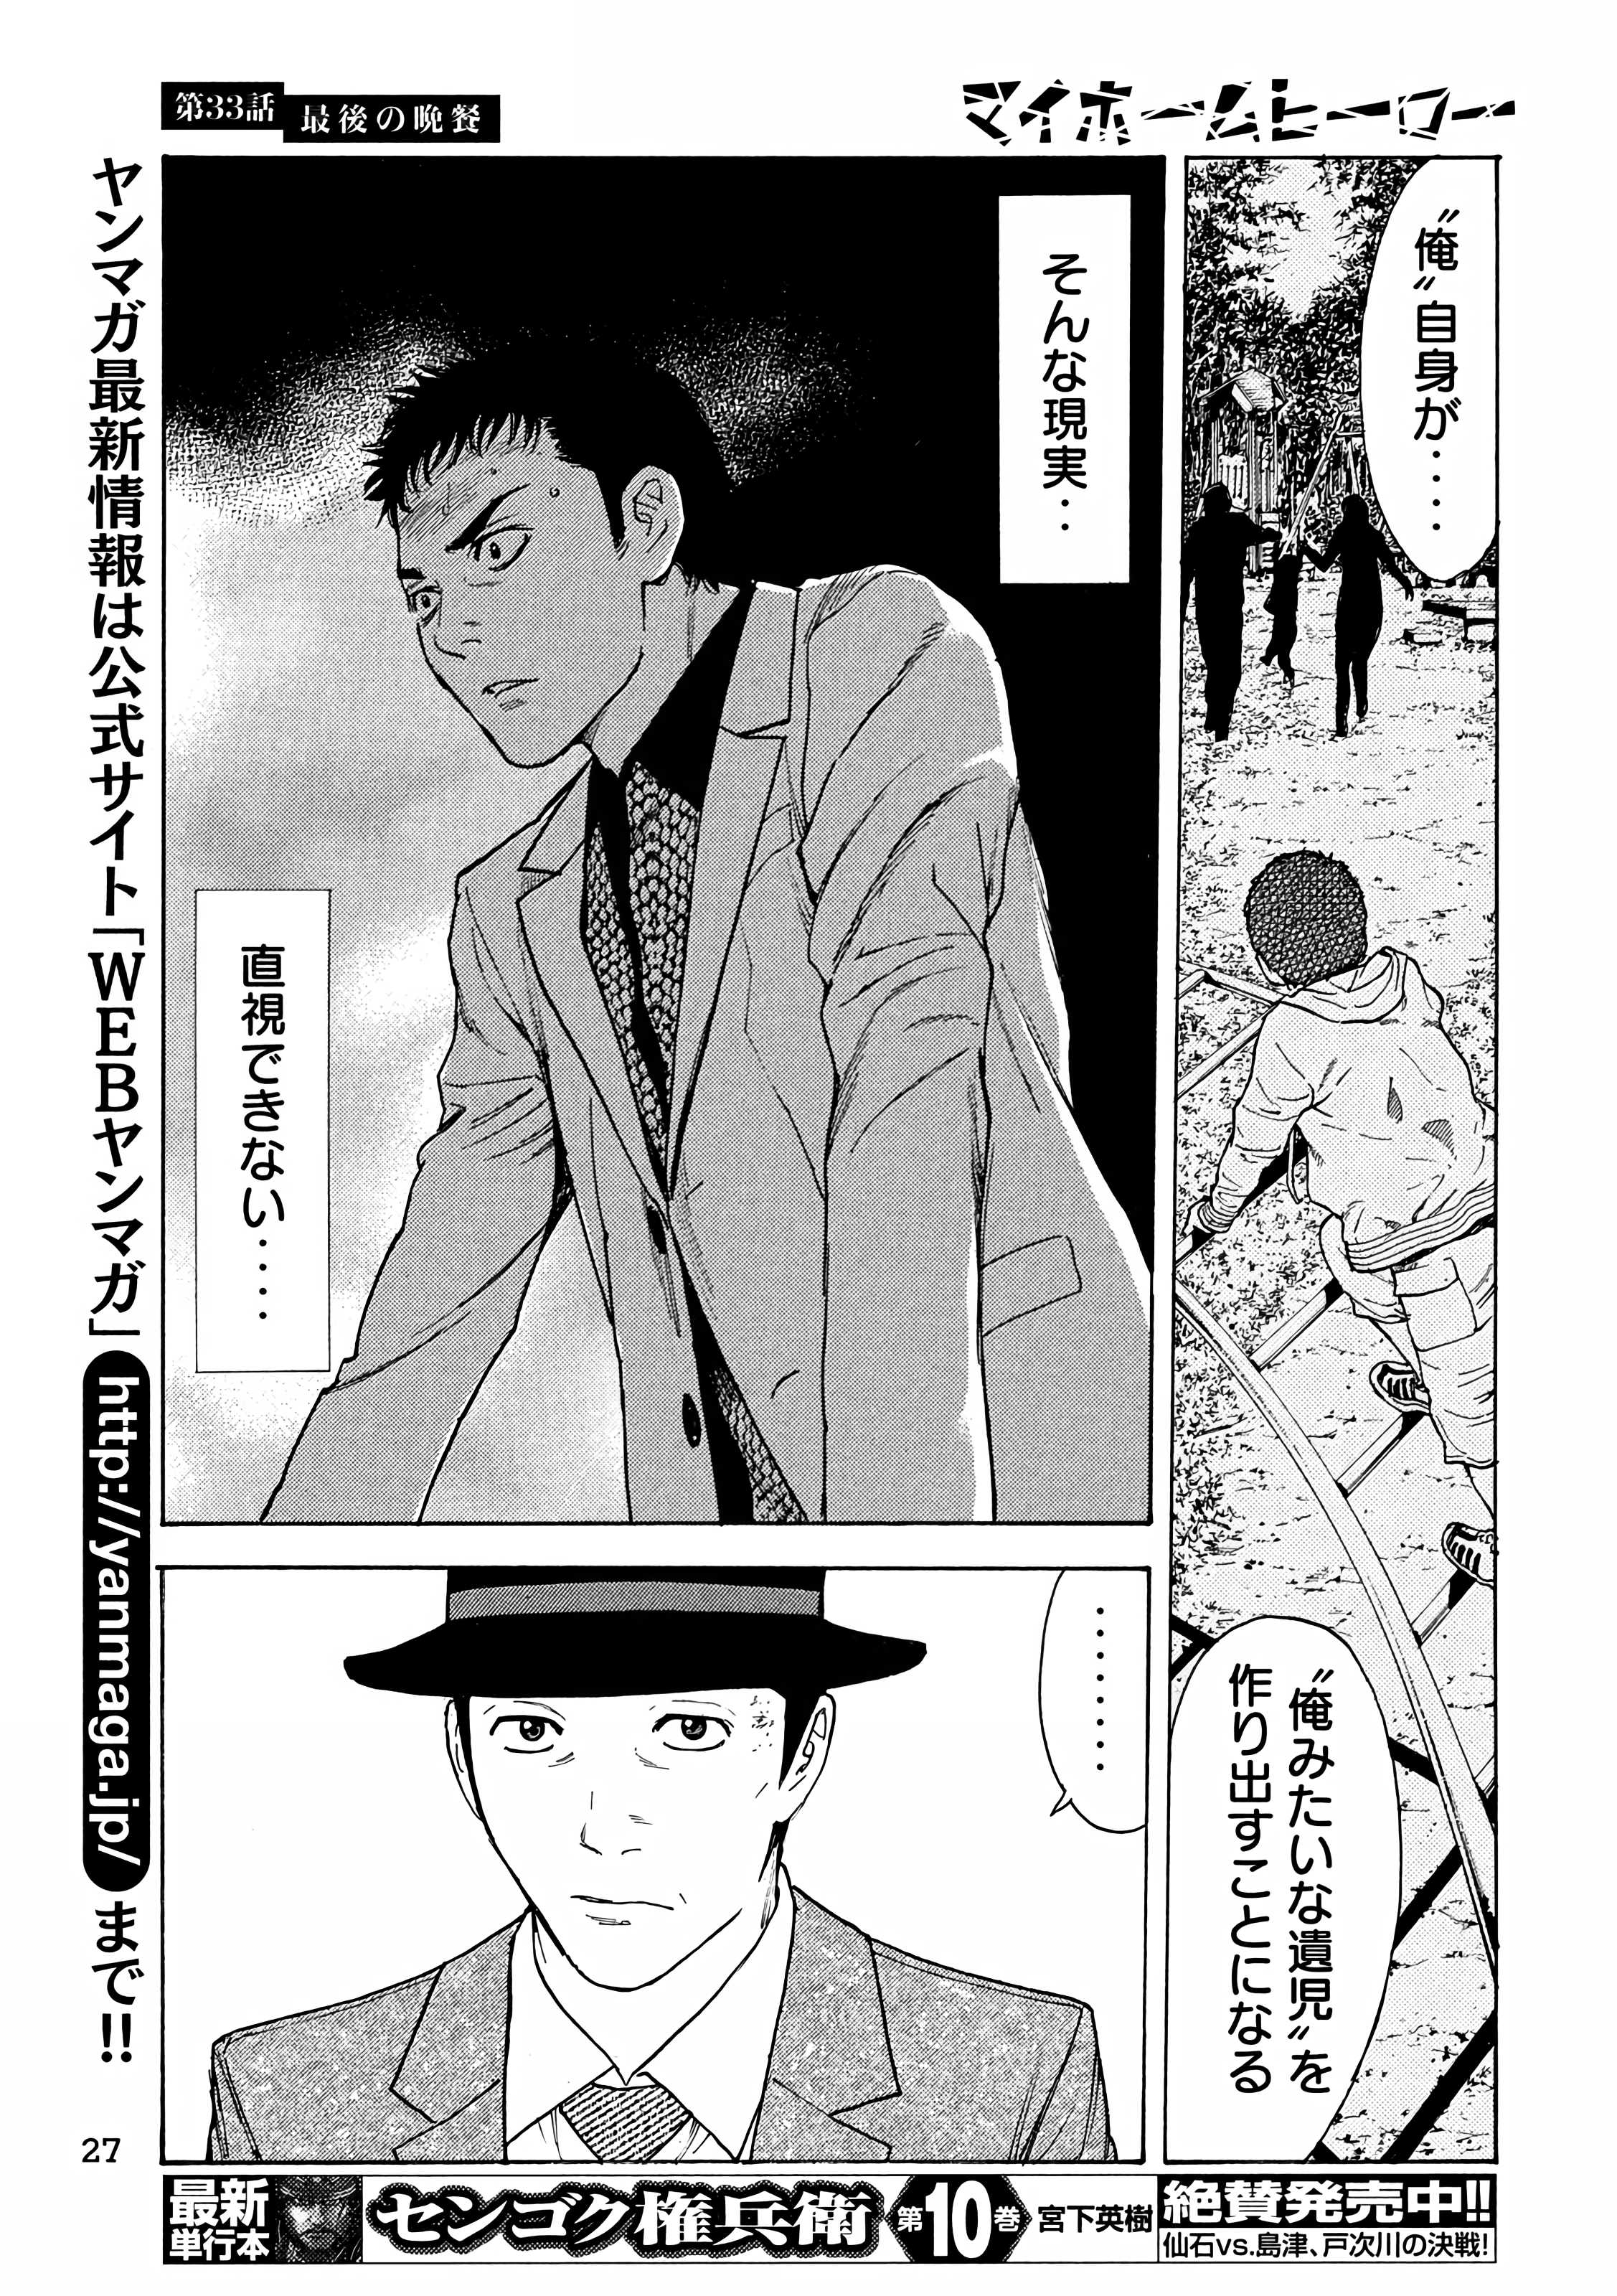 マイホームヒーロー
第33話
最後の晩餐
〝俺〟自身が‥‥
〝俺みたいな遺児〟を
作り出すことになる
そんな現実‥
直視できない‥‥
‥‥‥‥
ヤンマガ最新情報は公式サイト「WEBヤンマガ」http://yanmaga.jp/まで!!
27
最新
単行本
センゴク権兵衛
第10巻
宮下英樹
絶賛発売中!!
仙石vs.島津、戸次川の決戦!